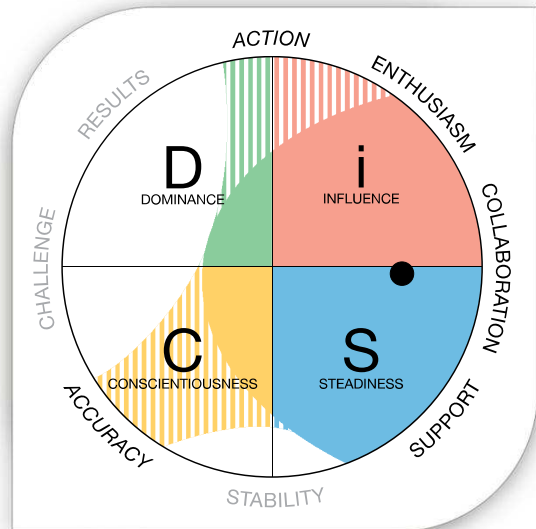 ACTION
ENTHUSIASM
COLLABORATION
SUPPORT
STABILITY
ACCURACY
CHALLENGE
RESULTS
D
DOMINANCE
i
INFLUENCE
C
CONSCIENTIOUSNESS
S
STEADINESS